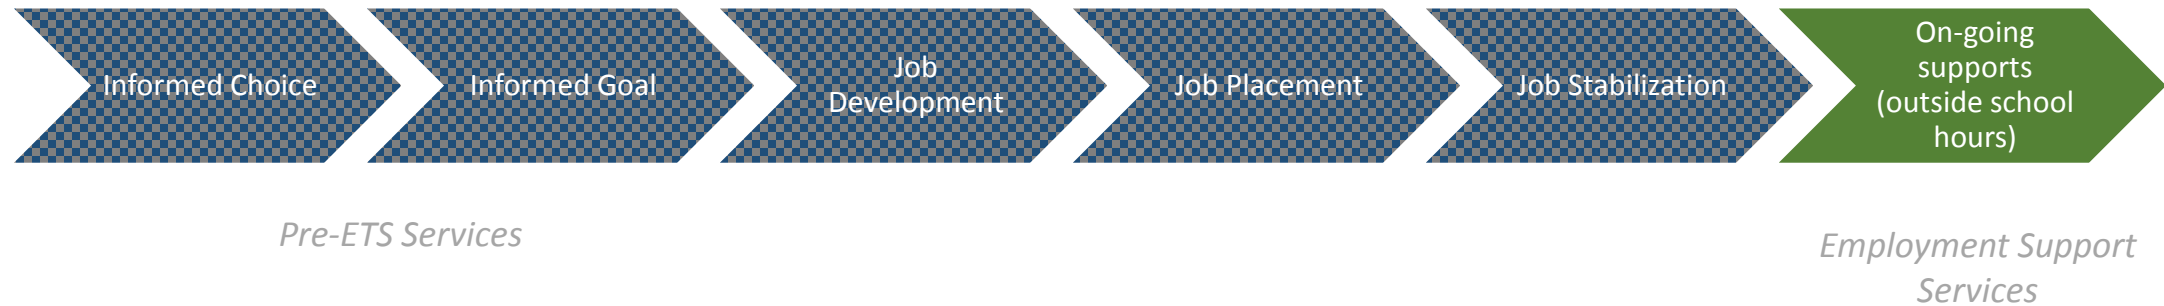 Informed Choice
Informed Goal
Job
Development
Job Placement
Job Stabilization
On-going
supports
(outside school
hours)
Pre-ETS Services
Employment Support
Services